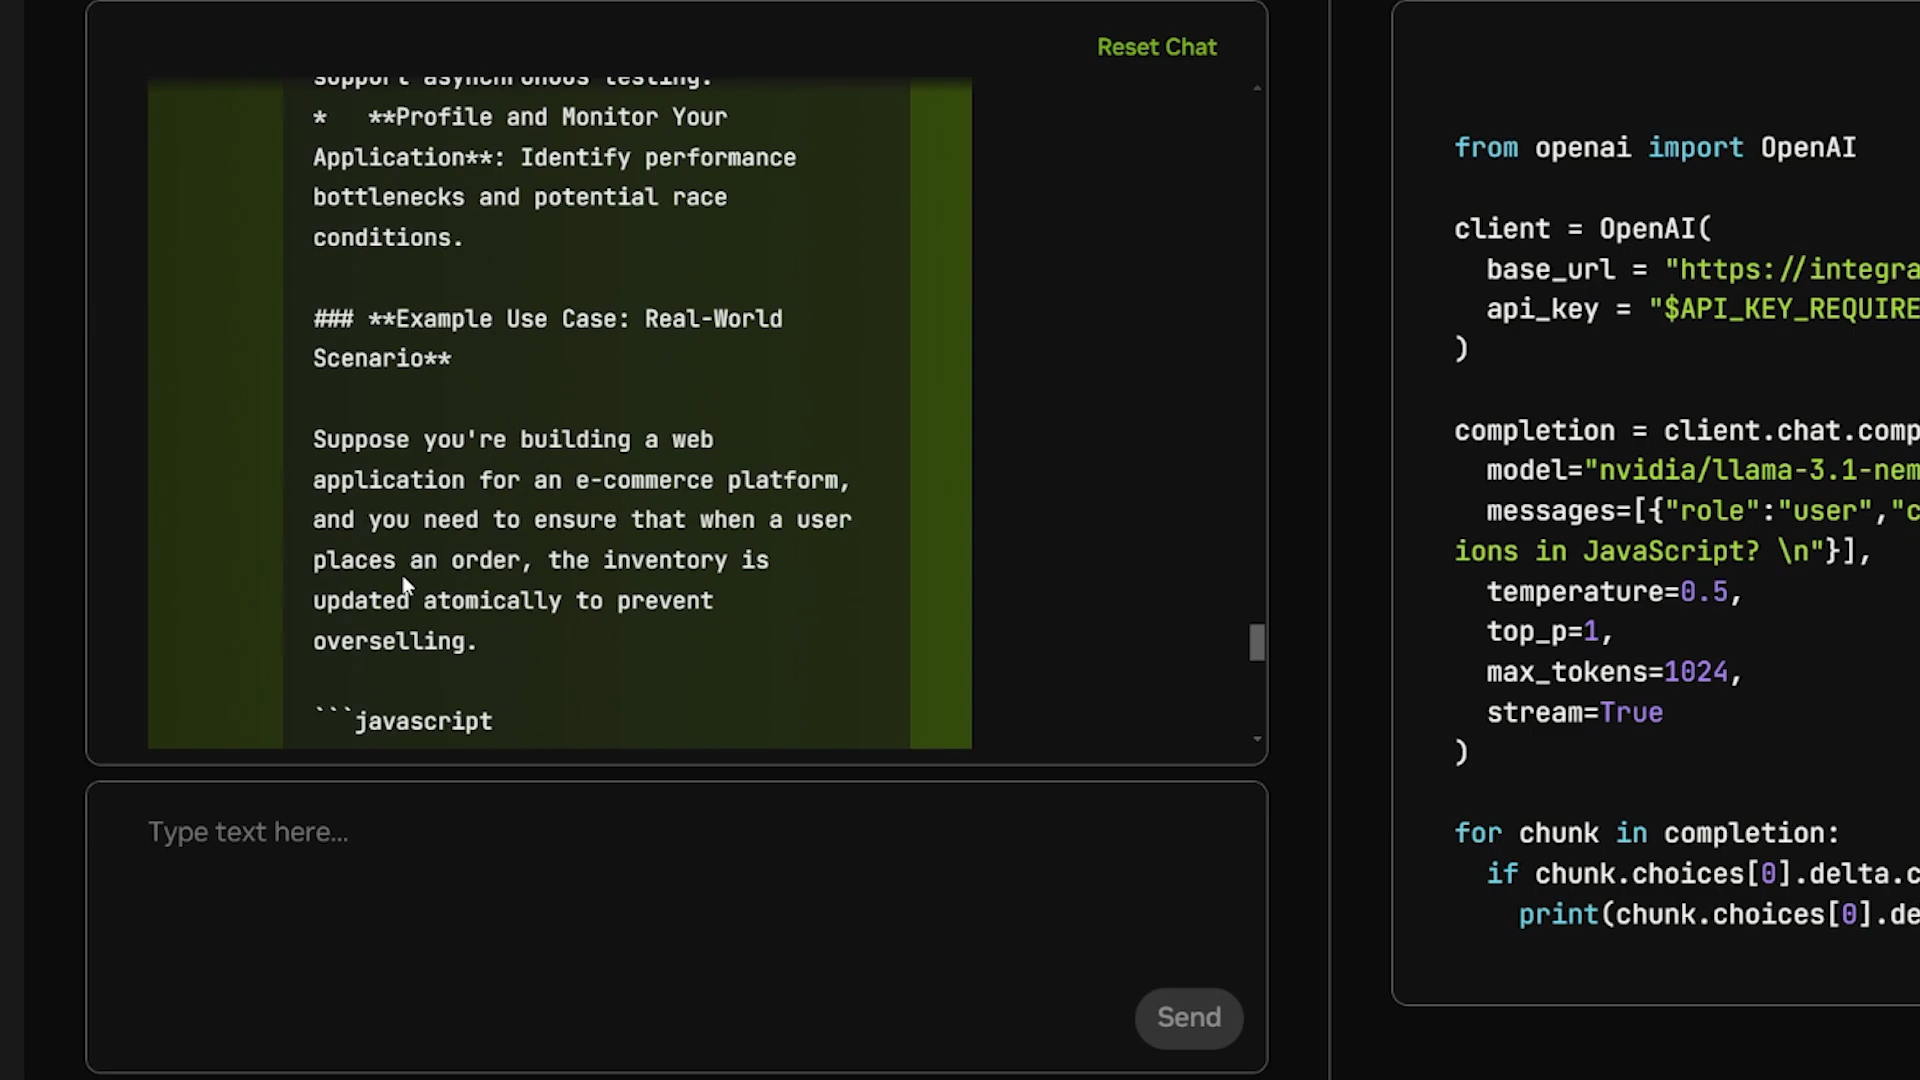 Reset Chat
support asynchronous testing.
*   **Profile and Monitor Your
Application**: Identify performance
bottlenecks and potential race
conditions.
### **Example Use Case: Real-World
Scenario**
Suppose you're building a web
application for an e-commerce platform,
and you need to ensure that when a user
places an order, the inventory is
updated atomically to prevent
overselling.
```javascript
Type text here...
Send
from openai import OpenAI
client = OpenAI(
  base_url = "https://integra
  api_key = "$API_KEY_REQUIRE
)
completion = client.chat.comp
  model="nvidia/llama-3.1-nem
  messages=[{"role":"user","c
ions in JavaScript? \n"}],
  temperature=0.5,
  top_p=1,
  max_tokens=1024,
  stream=True
)
for chunk in completion:
  if chunk.choices[0].delta.c
    print(chunk.choices[0].de